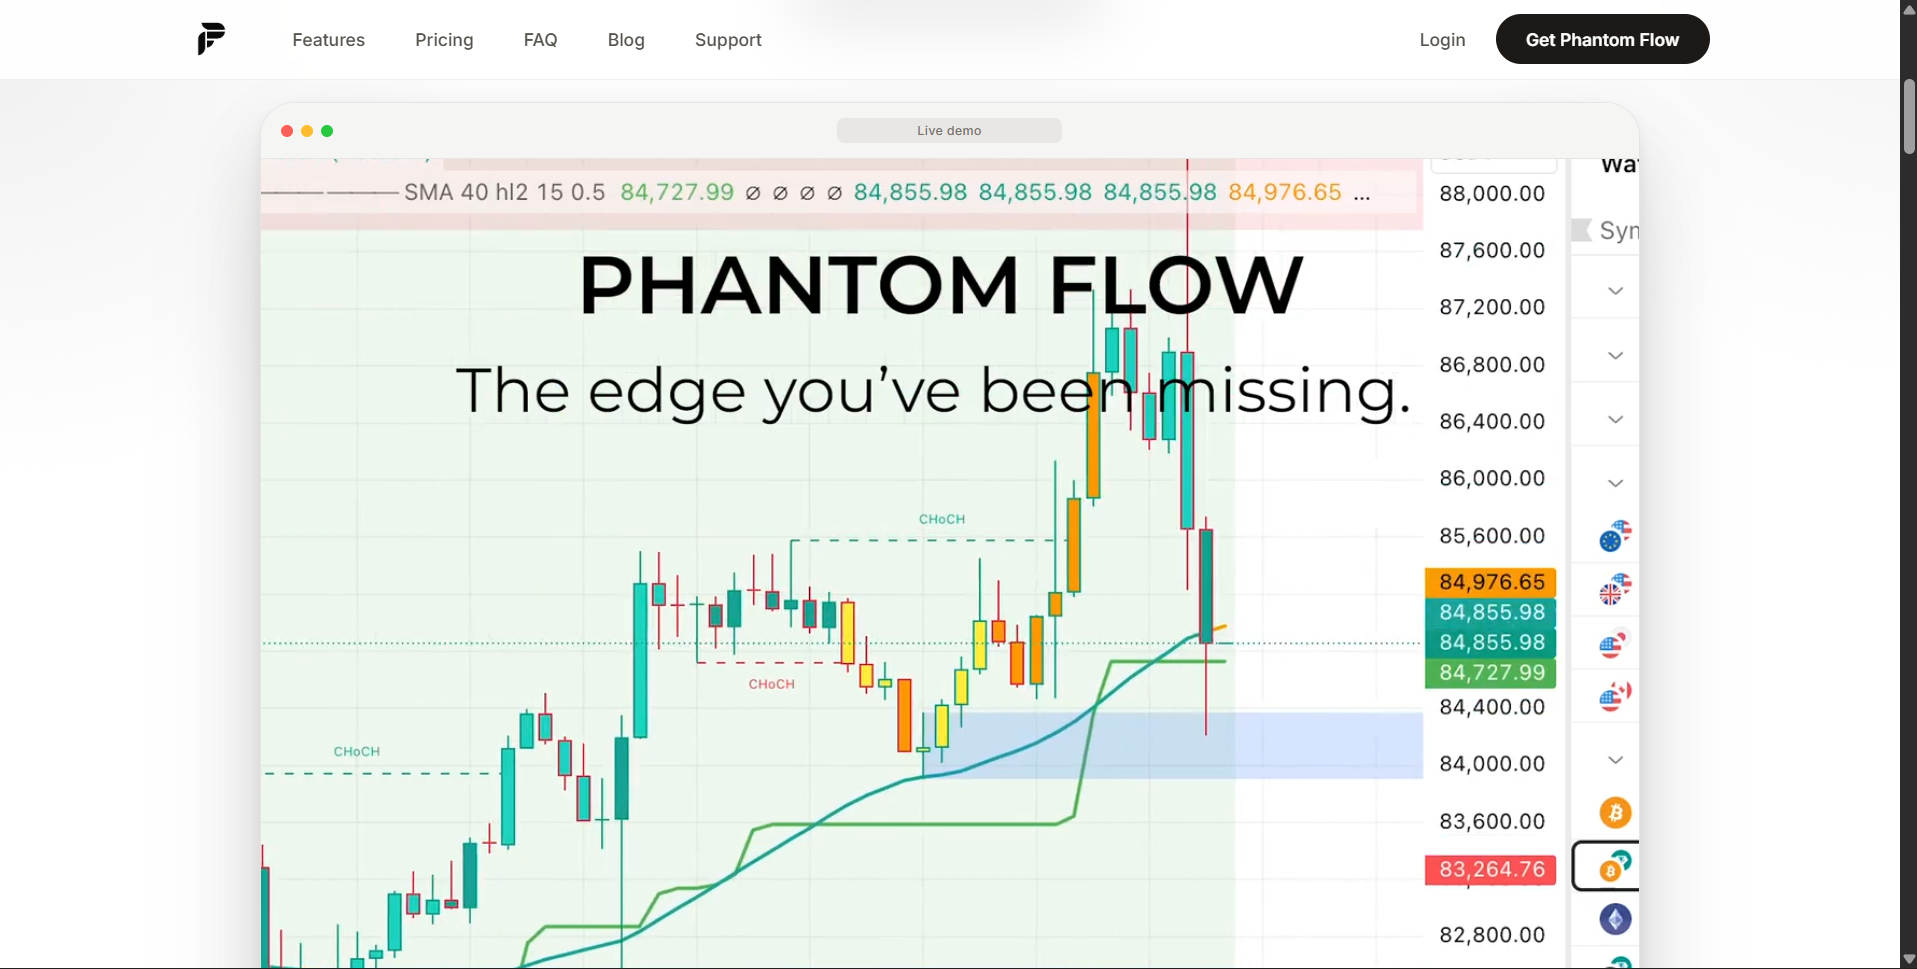 Features Pricing FAQ Blog Support Login Get Phantom Flow
Live demo
SMA 40 hl2 15 0.5 84,727.99 ∅ ∅ ∅ ∅ 84,855.98 84,855.98 84,855.98 84,976.65 ...
88,000.00
87,600.00
PHANTOM FLOW
87,200.00
86,800.00
The edge you've been missing.
86,400.00
86,000.00
CHoCH
85,600.00
84,976.65
84,855.98
84,855.98
84,727.99
CHoCH
84,400.00
CHoCH
84,000.00
83,600.00
83,264.76
82,800.00